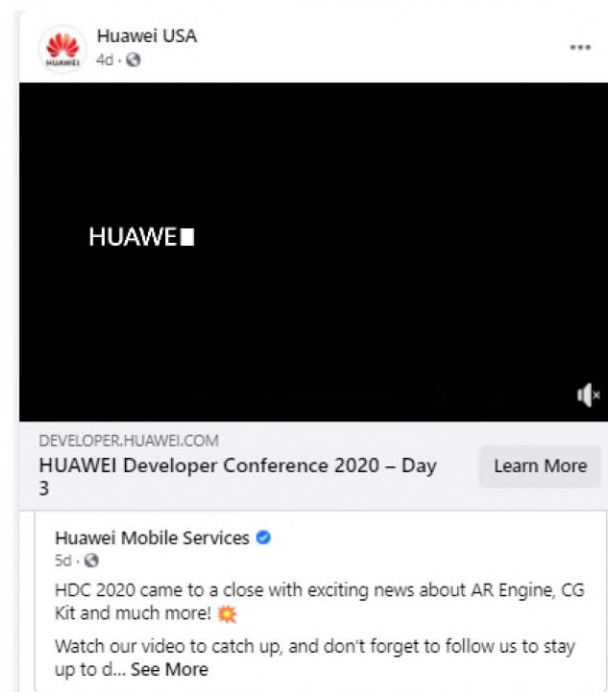 Huawei USA
HUAWEI
4d ·
HUAWE
DEVELOPER.HUAWEI.COM
HUAWEI Developer Conference 2020 – Day
3
Learn More
Huawei Mobile Services
5d ·
HDC 2020 came to a close with exciting news about AR Engine, CG
Kit and much more! 💥
Watch our video to catch up, and don't forget to follow us to stay
up to d... See More